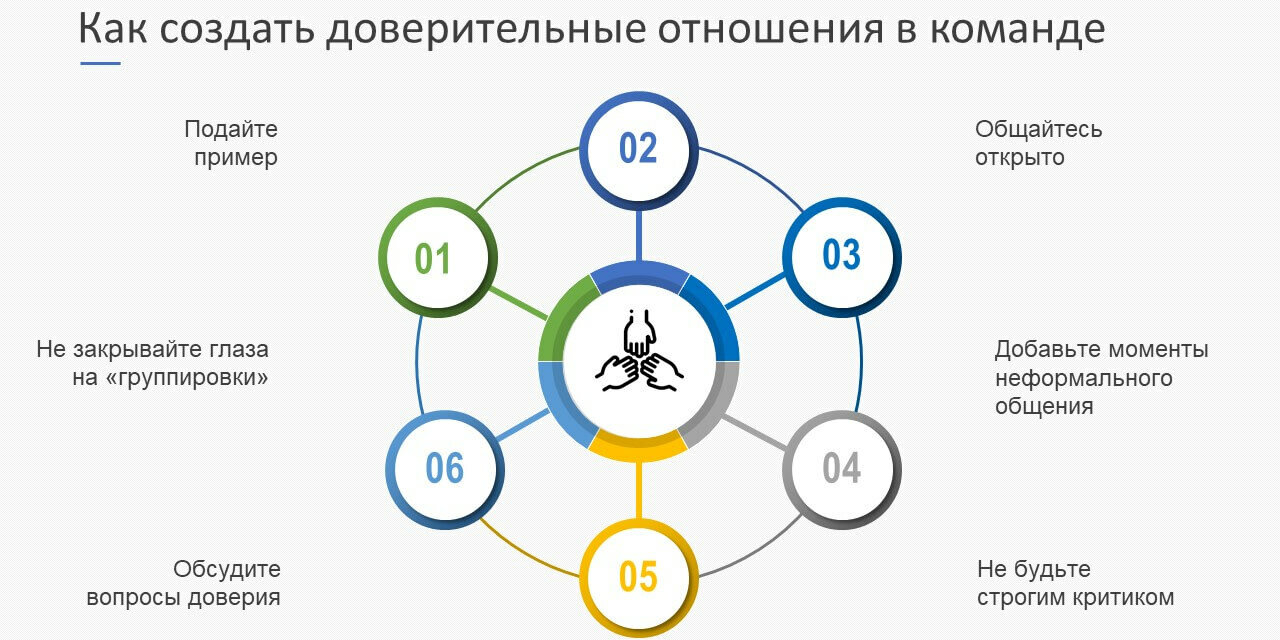 Как создать доверительные отношения в команде
02
Подайте
пример
Общайтесь
открыто
01
03
Не закрывайте глаза
на «группировки»
Добавьте моменты
неформального
общения
06
04
Обсудите
вопросы доверия
05
Не будьте
строгим критиком